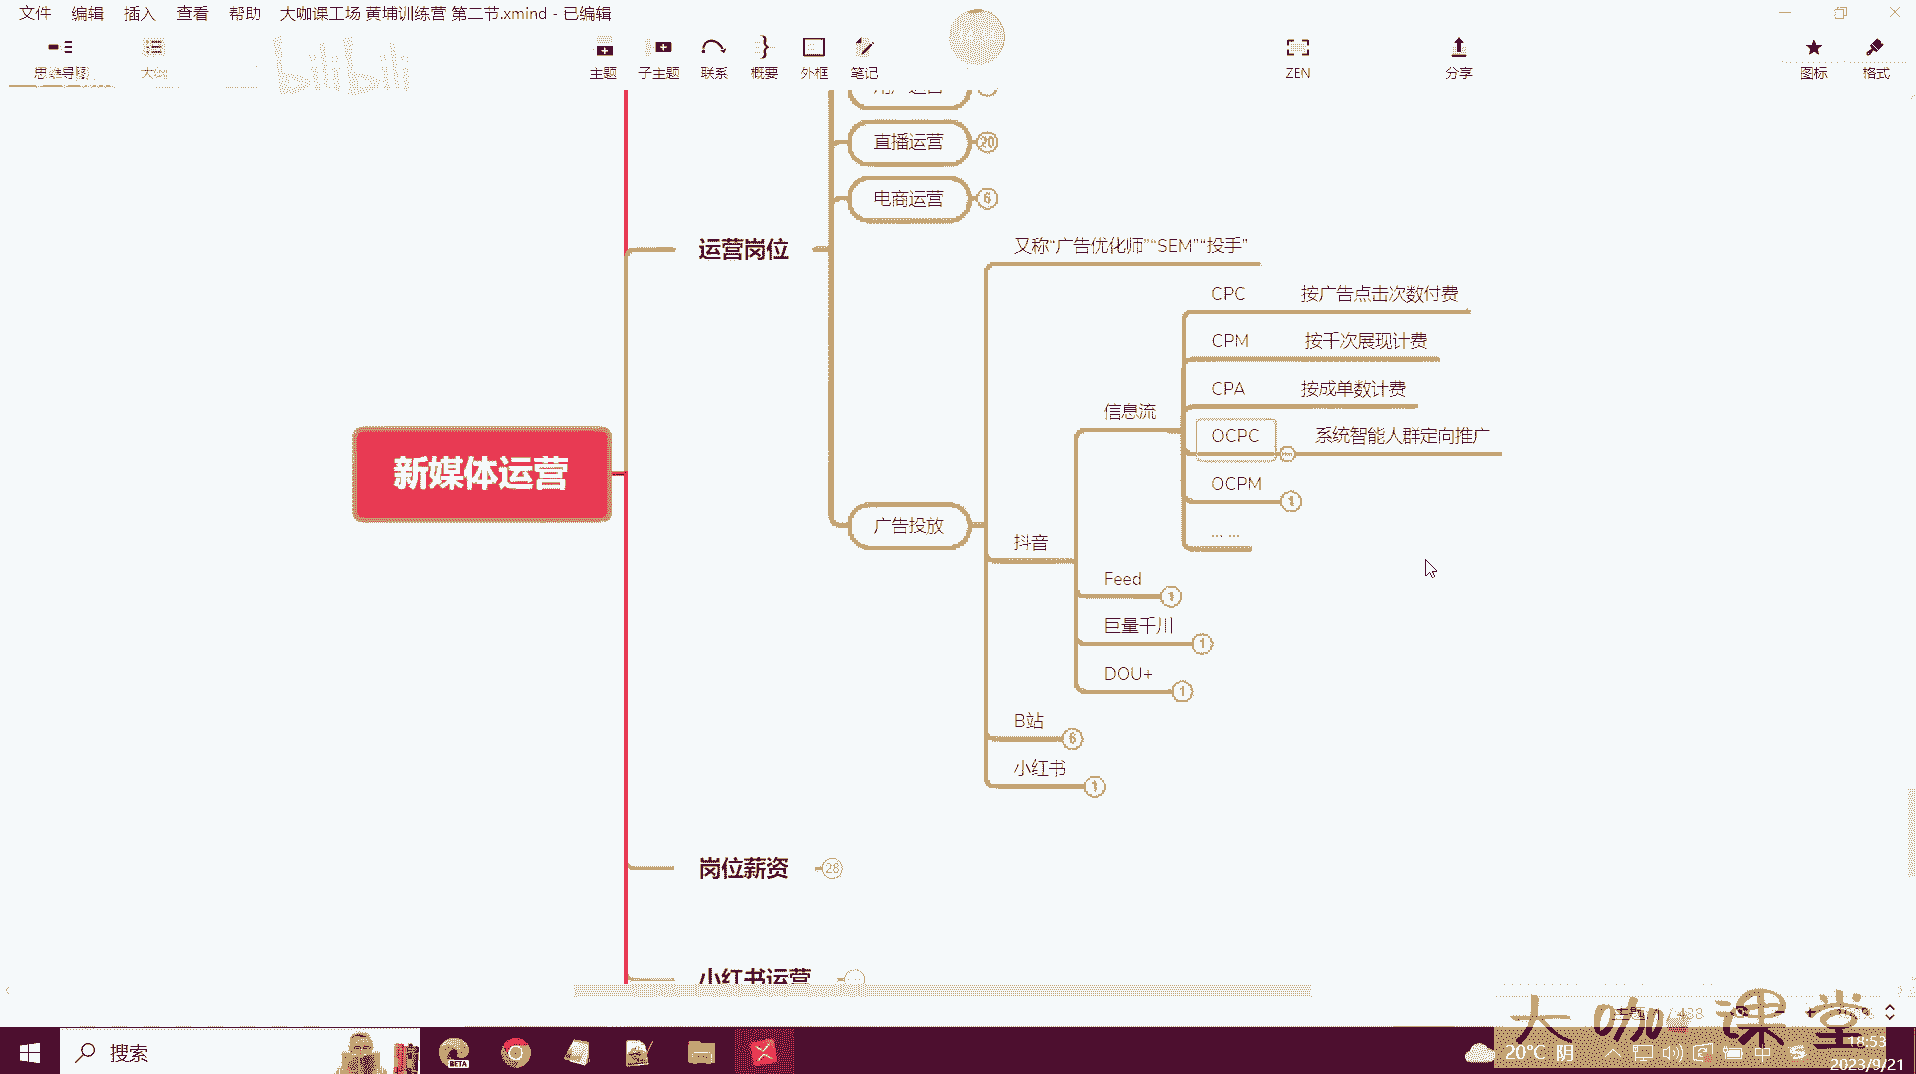 文件 编辑 插入 查看 帮助 大咖课工场 黄埔训练营 第二节.xmind - 已编辑
bilibili
思维导图 大纲 主题 子主题 联系 概要 外框 笔记 ZEN 分享 图标 格式
直播运营 20
电商运营 6
运营岗位
又称“广告优化师”“SEM”“投手”
CPC 按广告点击次数付费
CPM 按千次展现计费
CPA 按成单数计费
信息流
OCPC 系统智能人群定向推广
新媒体运营
OCPM 1
广告投放
... ...
抖音
Feed 1
巨量千川 1
DOU+ 1
B站 6
小红书 1
岗位薪资 28
小红书运营
大咖课堂
搜索
BETA
20°C 阴
中
18:53
2023/9/21